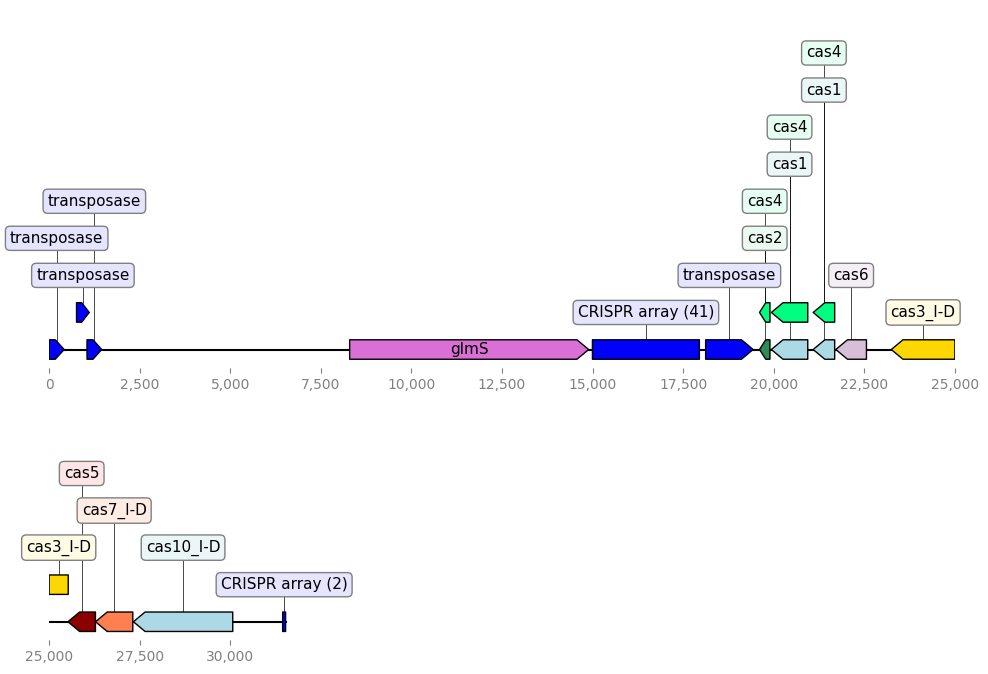 cas4
cas1
cas4
cas1
transposase
cas4
transposase
cas2
transposase
transposase
cas6
CRISPR array (41)
cas3_I-D
glmS
0
2,500
5,000
7,500
10,000
12,500
15,000
17,500
20,000
22,500
25,000
cas5
cas7_I-D
cas3_I-D
cas10_I-D
CRISPR array (2)
25,000
27,500
30,000